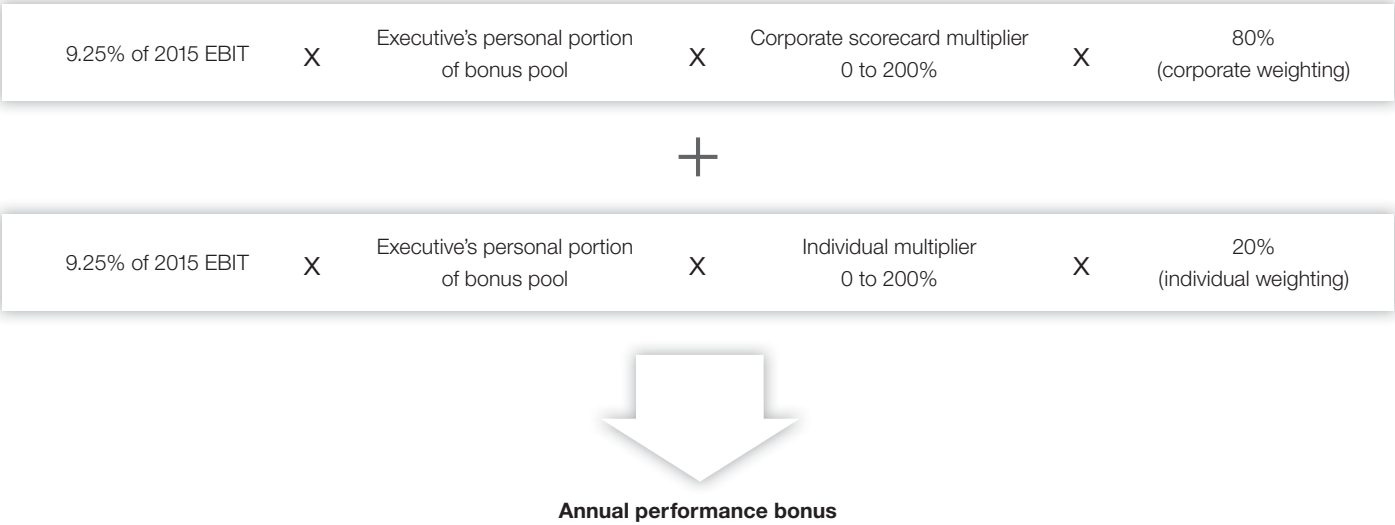 9.25% of 2015 EBIT X Executive’s personal portion of bonus pool X Corporate scorecard multiplier 0 to 200% X 80% (corporate weighting)
+
9.25% of 2015 EBIT X Executive’s personal portion of bonus pool X Individual multiplier 0 to 200% X 20% (individual weighting)
Annual performance bonus